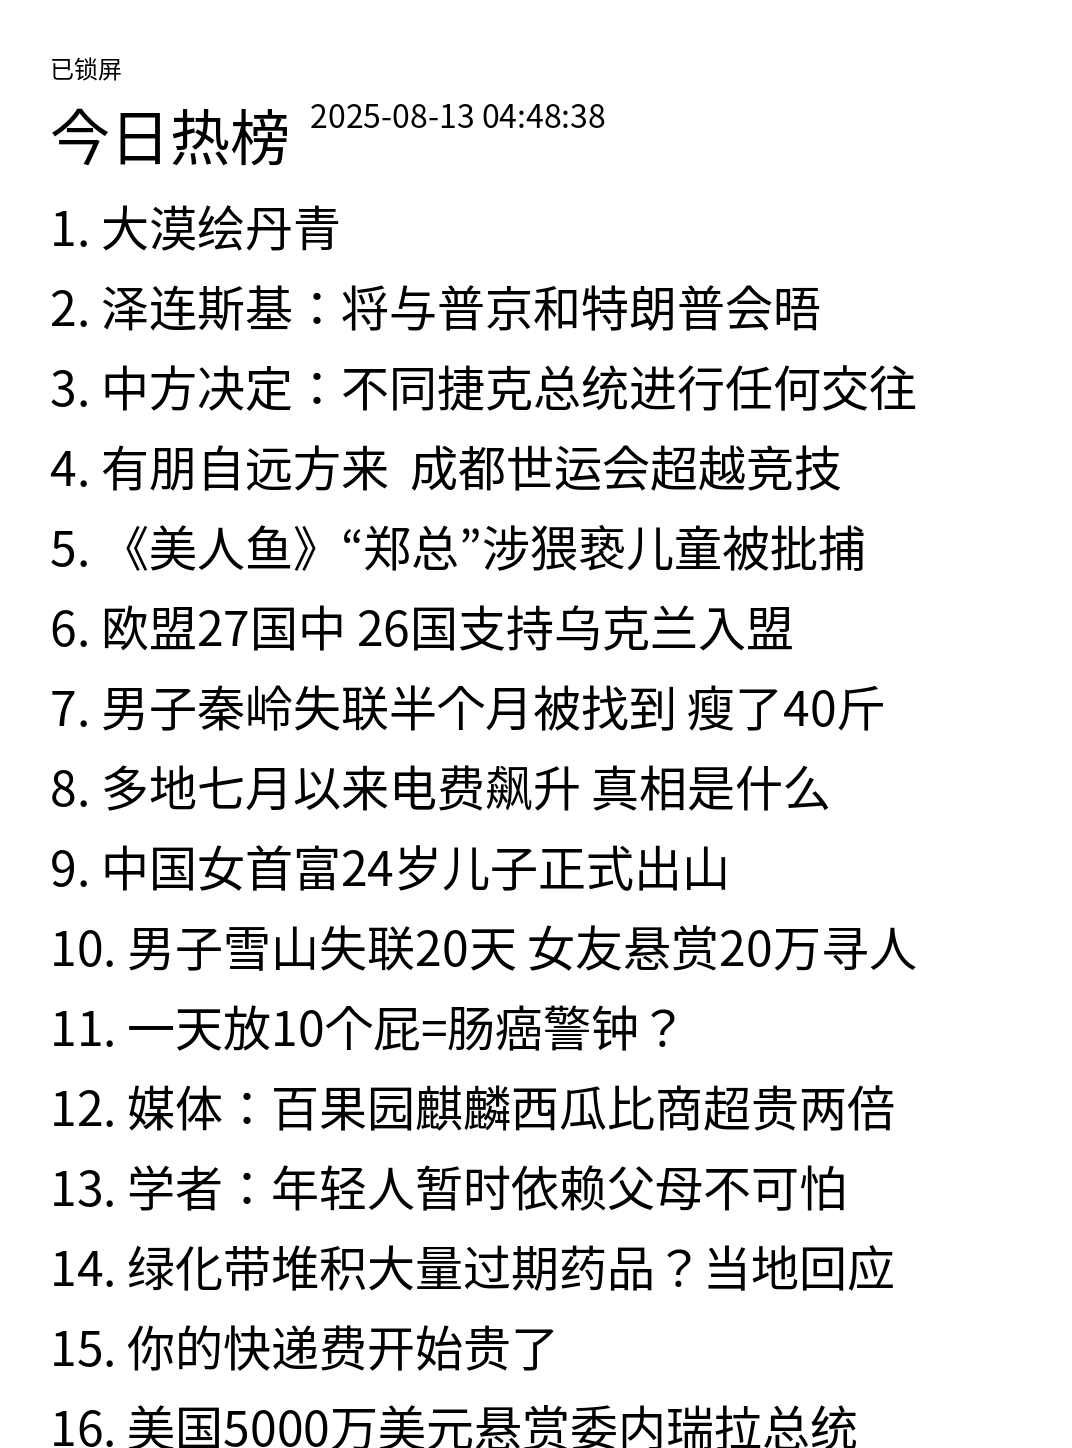 已锁屏
今日热榜 2025-08-13 04:48:38
1. 大漠绘丹青
2. 泽连斯基：将与普京和特朗普会晤
3. 中方决定：不同捷克总统进行任何交往
4. 有朋自远方来 成都世运会超越竞技
5. 《美人鱼》“郑总”涉猥亵儿童被批捕
6. 欧盟27国中 26国支持乌克兰入盟
7. 男子秦岭失联半个月被找到 瘦了40斤
8. 多地七月以来电费飙升 真相是什么
9. 中国女首富24岁儿子正式出山
10. 男子雪山失联20天 女友悬赏20万寻人
11. 一天放10个屁=肠癌警钟？
12. 媒体：百果园麒麟西瓜比商超贵两倍
13. 学者：年轻人暂时依赖父母不可怕
14. 绿化带堆积大量过期药品？当地回应
15. 你的快递费开始贵了
16. 美国5000万美元悬赏委内瑞拉总统